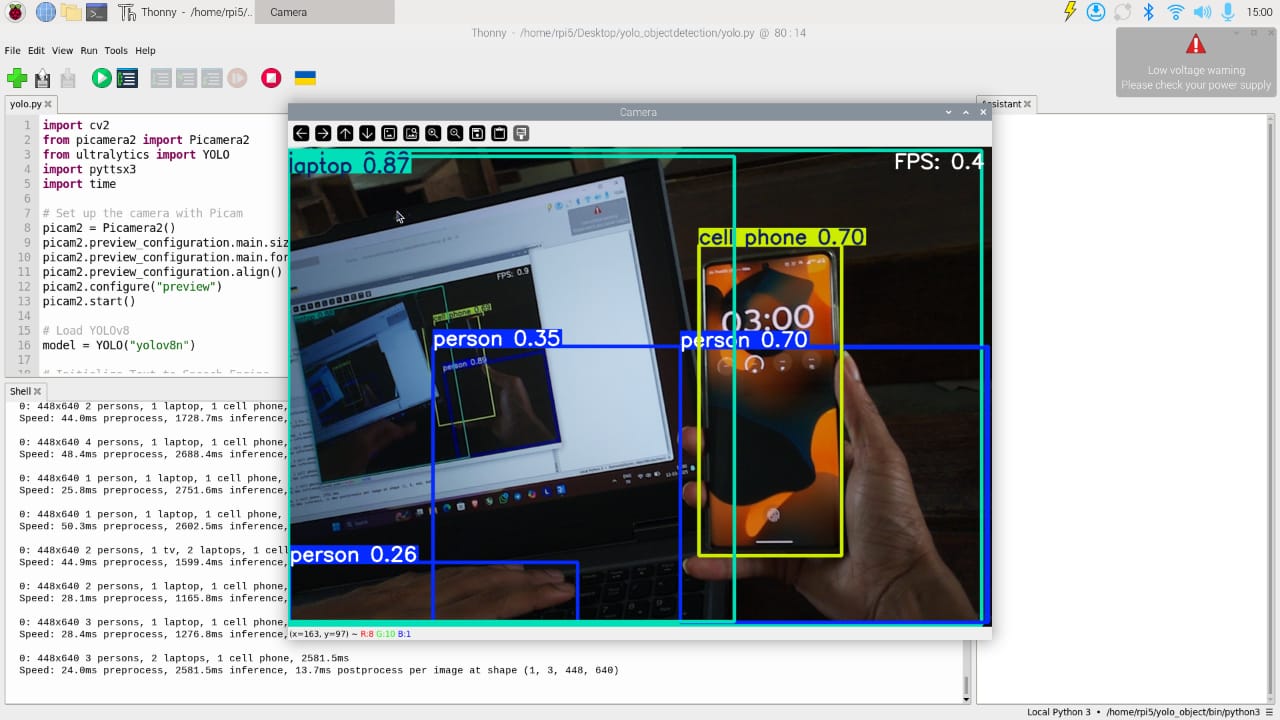 Thonny - /home/rpi5/..
Camera
15:00
Thonny - /home/rpi5/Desktop/yolo_objectdetection/yolo.py @ 80 : 14
Low voltage warning
Please check your power supply
File Edit View Run Tools Help
yolo.py
Assistant
1 import cv2
2 from picamera2 import Picamera2
3 from ultralytics import YOLO
4 import pyttsx3
5 import time
6
7 # Set up the camera with Picam
8 picam2 = Picamera2()
9 picam2.preview_configuration.main.siz
10 picam2.preview_configuration.main.for
11 picam2.preview_configuration.align()
12 picam2.configure("preview")
13 picam2.start()
14
15 # Load YOLOv8
16 model = YOLO("yolov8n")
17
Camera
laptop 0.87
FPS: 0.4
cell phone 0.70
FPS: 0.9
03:00
person 0.35
person 0.70
person 0.26
(x=163, y=97) ~ R:8 G:10 B:1
Shell
0: 448x640 2 persons, 1 laptop, 1 cell phone,
Speed: 44.0ms preprocess, 1728.7ms inference,
0: 448x640 4 persons, 1 laptop, 1 cell phone,
Speed: 48.4ms preprocess, 2688.4ms inference,
0: 448x640 1 person, 1 laptop, 1 cell phone,
Speed: 25.8ms preprocess, 2751.6ms inference,
0: 448x640 1 person, 1 laptop, 1 cell phone,
Speed: 50.3ms preprocess, 2602.5ms inference,
0: 448x640 2 persons, 1 tv, 2 laptops, 1 cell
Speed: 44.9ms preprocess, 1599.4ms inference,
0: 448x640 2 persons, 1 laptop, 1 cell phone,
Speed: 28.1ms preprocess, 1165.8ms inference,
0: 448x640 3 persons, 1 laptop, 1 cell phone,
Speed: 28.4ms preprocess, 1276.8ms inference,
0: 448x640 3 persons, 2 laptops, 1 cell phone, 2581.5ms
Speed: 24.0ms preprocess, 2581.5ms inference, 13.7ms postprocess per image at shape (1, 3, 448, 640)
Local Python 3 • /home/rpi5/yolo_object/bin/python3